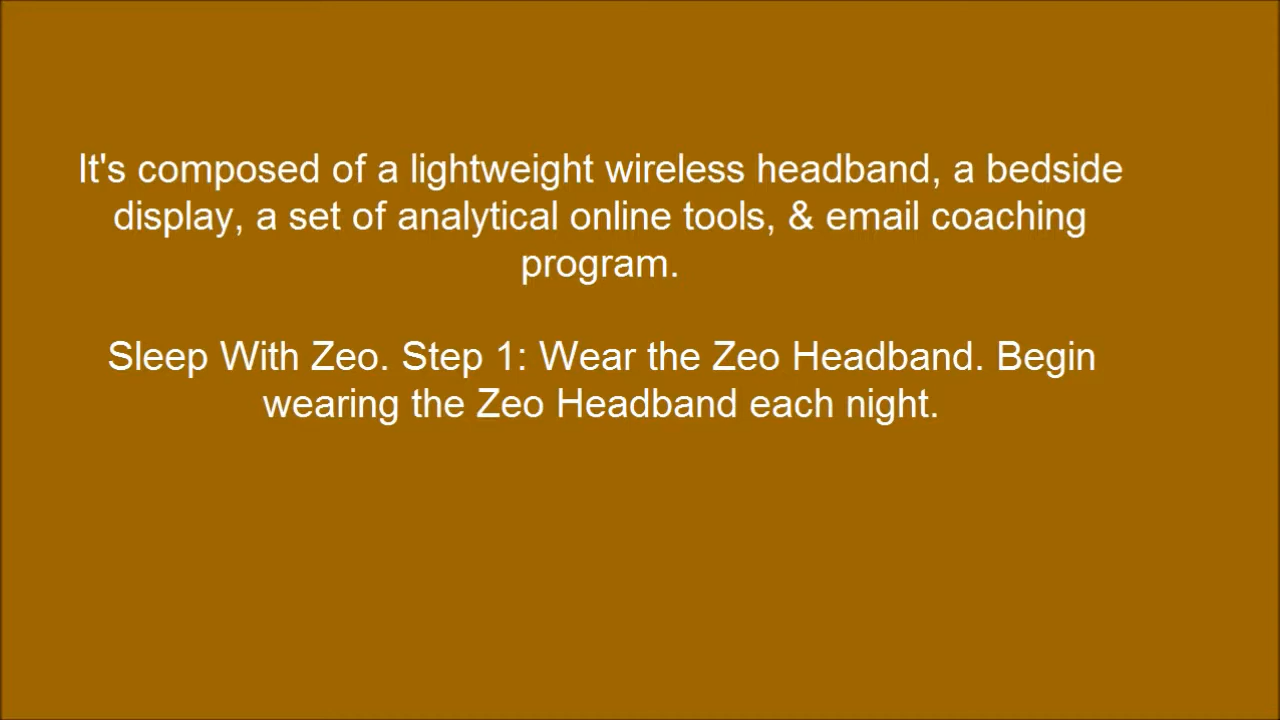 It's composed of a lightweight wireless headband, a bedside
display, a set of analytical online tools, & email coaching
program.
Sleep With Zeo. Step 1: Wear the Zeo Headband. Begin
wearing the Zeo Headband each night.